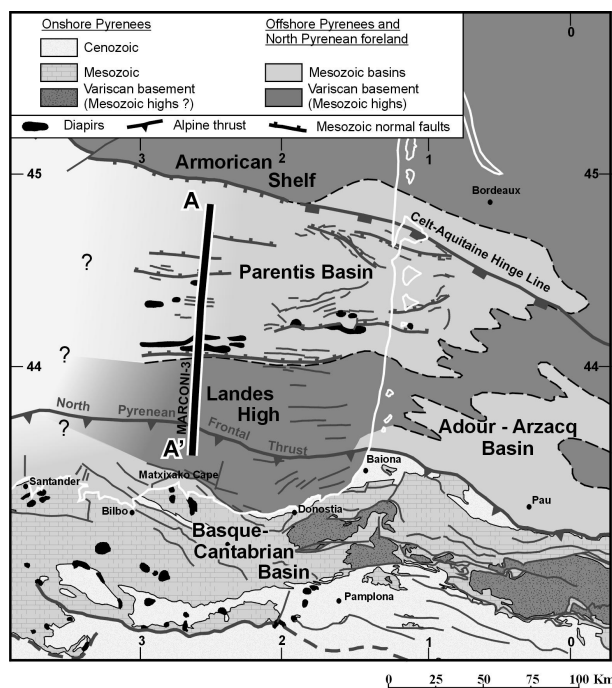 Onshore Pyrenees
Cenozoic
Mesozoic
Variscan basement
(Mesozoic highs ?)
Offshore Pyrenees and
North Pyrenean foreland
Mesozoic basins
Variscan basement
(Mesozoic highs)
Diapirs
Alpine thrust
Mesozoic normal faults
0
3
2
1
45
45
Armorican
Shelf
Bordeaux
A
Celt-Aquitaine Hinge Line
?
Parentis Basin
44
44
?
MARCONI-3
Landes
High
North Pyrenean Frontal Thrust
?
A'
Adour - Arzacq
Basin
Baiona
Santander
Matxixako Cape
Pau
Bilbo
Donostia
Basque-
Cantabrian
Basin
Pamplona
3
2
1
0
0 25 50 75 100 Km